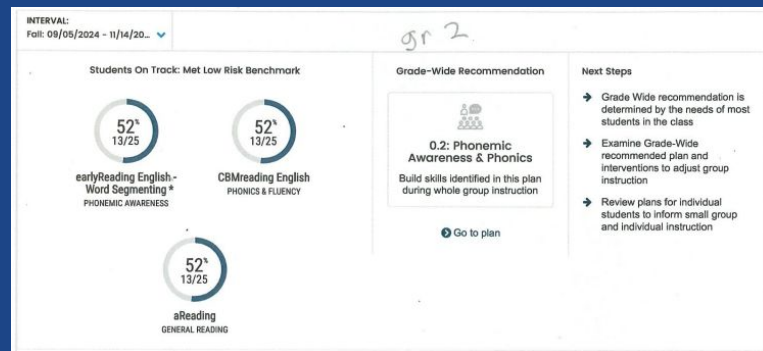 INTERVAL:
Fall: 09/05/2024 - 11/14/20...
gr 2
Students On Track: Met Low Risk Benchmark
52%
13/25
earlyReading English -
Word Segmenting *
PHONEMIC AWARENESS
52%
13/25
CBMreading English
PHONICS & FLUENCY
52%
13/25
aReading
GENERAL READING
Grade-Wide Recommendation
0.2: Phonemic
Awareness & Phonics
Build skills identified in this plan
during whole group instruction
Go to plan
Next Steps
Grade Wide recommendation is
determined by the needs of most
students in the class
Examine Grade-Wide
recommended plan and
interventions to adjust group
instruction
Review plans for individual
students to inform small group
and individual instruction